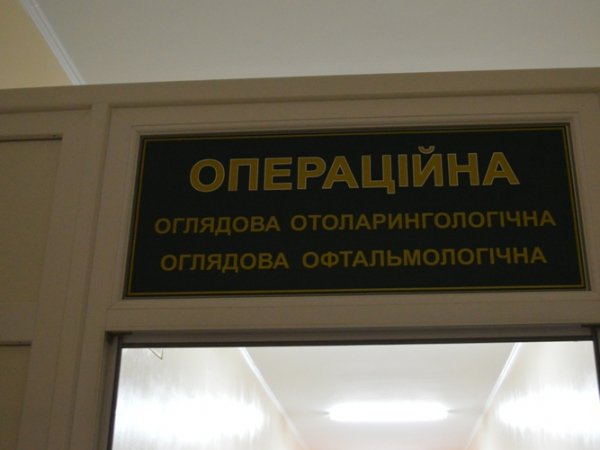 ОПЕРАЦІЙНА
ОГЛЯДОВА ОТОЛАРИНГОЛОГІЧНА
ОГЛЯДОВА ОФТАЛЬМОЛОГІЧНА